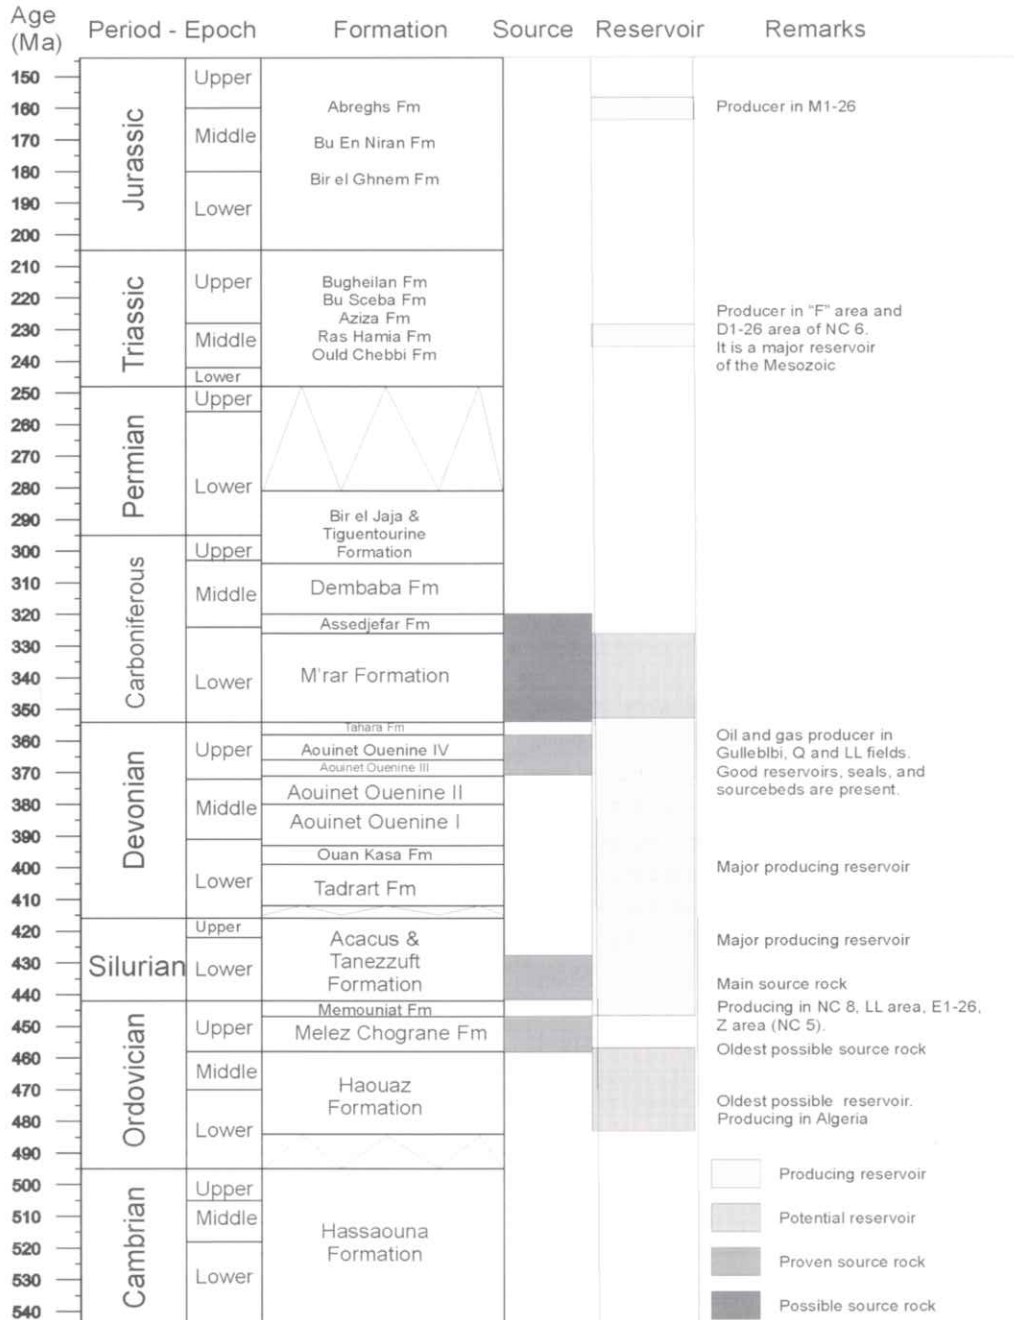 Age
(Ma)
Period - Epoch
Formation
Source
Reservoir
Remarks
150
160
170
180
190
200
210
220
230
240
250
260
270
280
290
300
310
320
330
340
350
360
370
380
390
400
410
420
430
440
450
460
470
480
490
500
510
520
530
540
Jurassic
Upper
Middle
Lower
Abreghs Fm
Bu En Niran Fm
Bir el Ghnem Fm
Producer in M1-26
Triassic
Upper
Middle
Lower
Bugheilan Fm
Bu Sceba Fm
Aziza Fm
Ras Hamia Fm
Ould Chebbi Fm
Producer in "F" area and
D1-26 area of NC 6.
It is a major reservoir
of the Mesozoic
Permian
Upper
Lower
Bir el Jaja &
Tiguentourine
Formation
Carboniferous
Upper
Middle
Lower
Dembaba Fm
Assedjefar Fm
M'rar Formation
Devonian
Upper
Middle
Lower
Tahara Fm
Aouinet Ouenine IV
Aouinet Ouenine III
Aouinet Ouenine II
Aouinet Ouenine I
Ouan Kasa Fm
Tadrart Fm
Oil and gas producer in
Gulleblbi, Q and LL fields.
Good reservoirs, seals, and
sourcebeds are present.
Major producing reservoir
Silurian
Upper
Lower
Acacus &
Tanezzuft
Formation
Major producing reservoir
Main source rock
Ordovician
Upper
Middle
Lower
Memouniat Fm
Melez Chograne Fm
Haouaz
Formation
Producing in NC 8, LL area, E1-26,
Z area (NC 5).
Oldest possible source rock
Oldest possible reservoir.
Producing in Algeria
Cambrian
Upper
Middle
Lower
Hassaouna
Formation
Producing reservoir
Potential reservoir
Proven source rock
Possible source rock